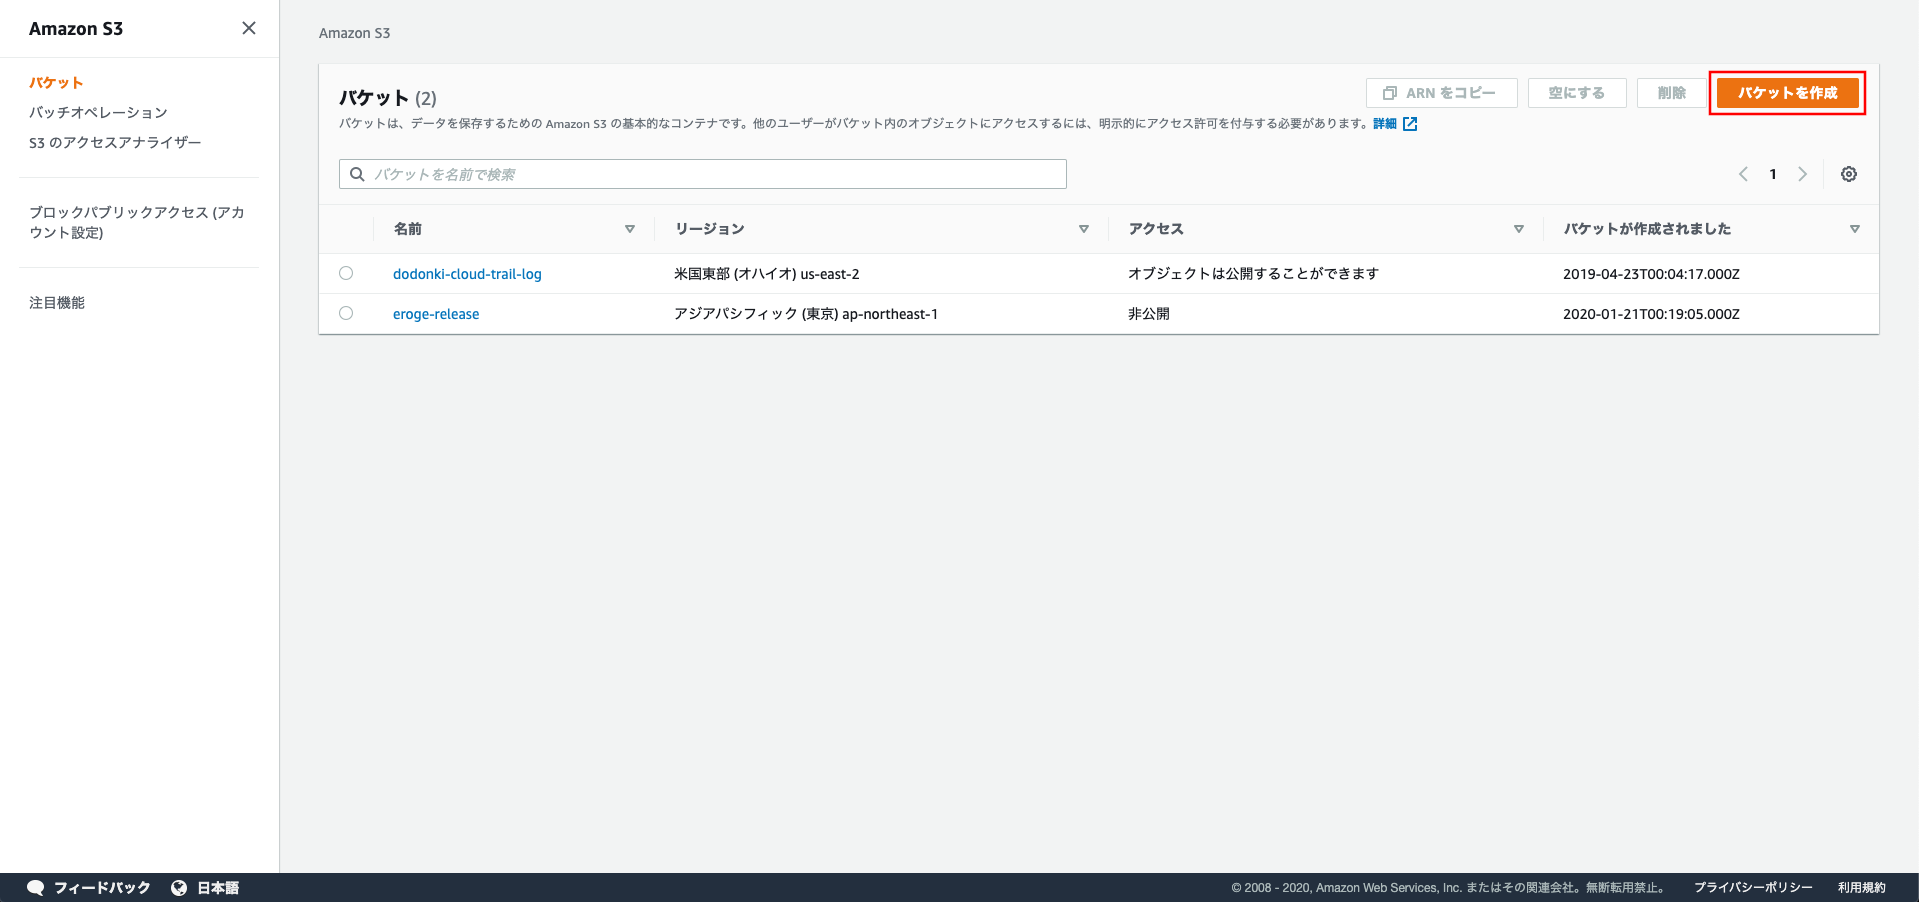 Amazon S3
バケット
バッチオペレーション
S3 のアクセスアナライザー
ブロックパブリックアクセス (アカ
ウント設定)
注目機能
Amazon S3
バケット (2)
ARN をコピー
空にする
削除
バケットを作成
バケットは、データを保存するための Amazon S3 の基本的なコンテナです。他のユーザーがバケット内のオブジェクトにアクセスするには、明示的にアクセス許可を付与する必要があります。詳細
バケットを名前で検索
1
名前 リージョン アクセス バケットが作成されました
dodonki-cloud-trail-log 米国東部 (オハイオ) us-east-2 オブジェクトは公開することができます 2019-04-23T00:04:17.000Z
eroge-release アジアパシフィック (東京) ap-northeast-1 非公開 2020-01-21T00:19:05.000Z
フィードバック 日本語 © 2008 - 2020, Amazon Web Services, Inc. またはその関連会社。無断転用禁止。 プライバシーポリシー 利用規約